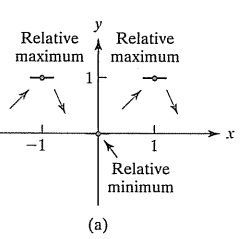 y
Relative
maximum
Relative
maximum
1
-1
1
x
Relative
minimum
(a)